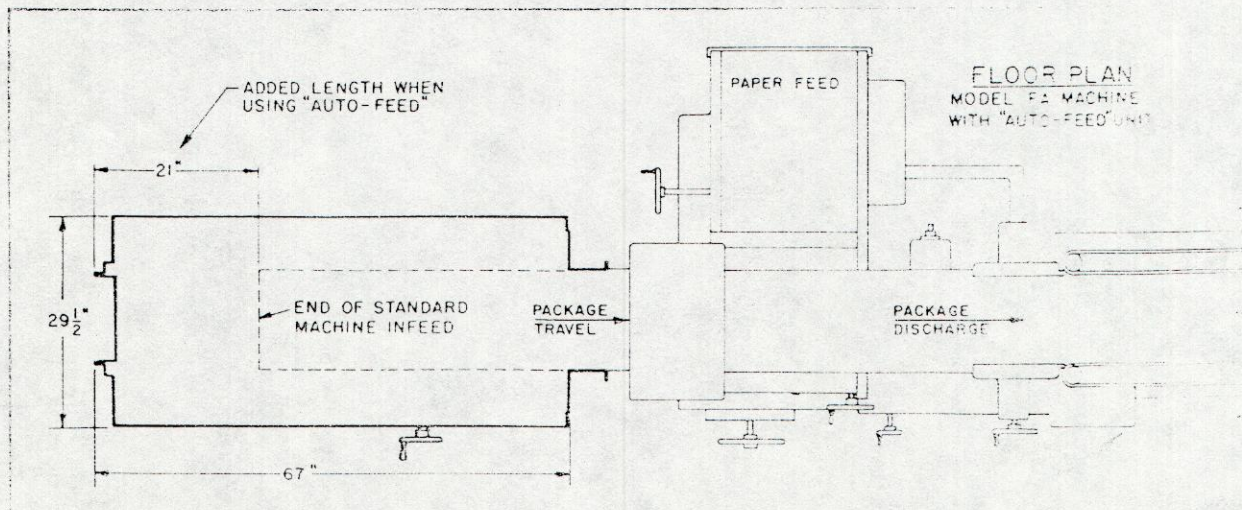 ADDED LENGTH WHEN
USING "AUTO-FEED"
21"
PAPER FEED
FLOOR PLAN
MODEL FA MACHINE
WITH "AUTO-FEED" UNIT
29 1/2"
END OF STANDARD
MACHINE INFEED
PACKAGE
TRAVEL
PACKAGE
DISCHARGE
67"